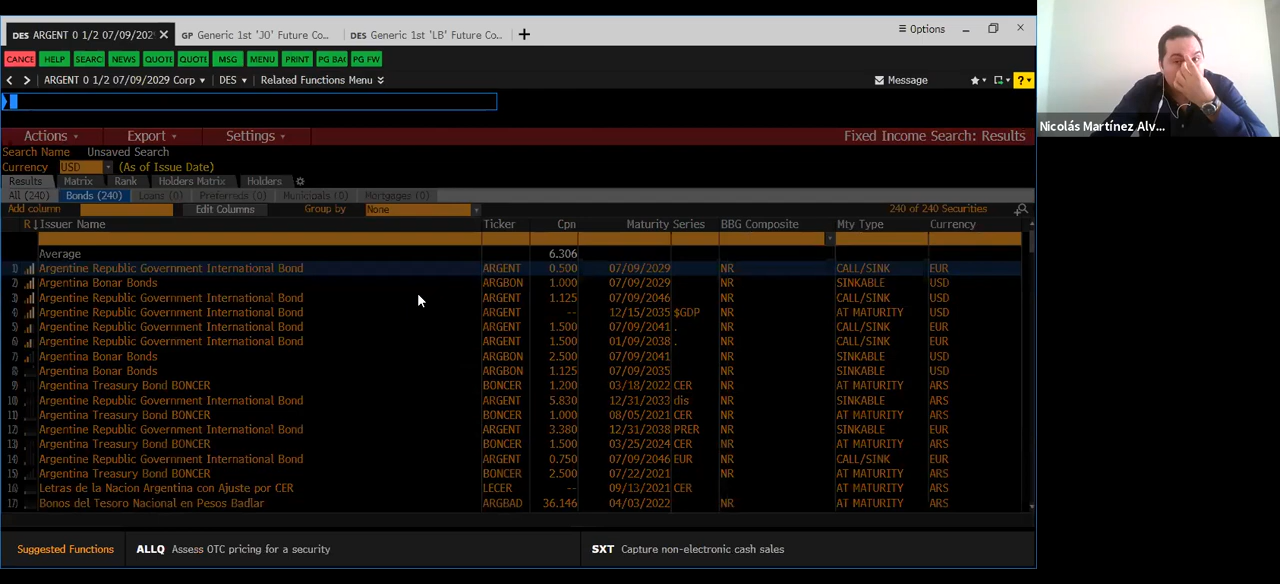 DES ARGENT 0 1/2 07/09/202 GP Generic 1st 'JO' Future Co... DES Generic 1st 'LB' Future Co...
Options
CANCE HELP SEARC NEWS QUOTE QUOTE MSG MENU PRINT PG BA PG FW
ARGENT 0 1/2 07/09/2029 Corp DES Related Functions Menu Message
Nicolás Martínez Alv...
Actions Export Settings Fixed Income Search: Results
Search Name Unsaved Search
Currency USD (As of Issue Date)
Results Matrix Rank Holders Matrix Holders
All (240) Bonds (240) Loans (0) Preferreds (0) Municipals (0) Mortgages (0)
Add column Edit Columns Group by None 240 of 240 Securities
R Issuer Name Ticker Cpn Maturity Series BBG Composite Mty Type Currency
Average 6.306
1) Argentine Republic Government International Bond ARGENT 0.500 07/09/2029 NR CALL/SINK EUR
2) Argentina Bonar Bonds ARGBON 1.000 07/09/2029 NR SINKABLE USD
3) Argentine Republic Government International Bond ARGENT 1.125 07/09/2046 NR CALL/SINK USD
4) Argentine Republic Government International Bond ARGENT -- 12/15/2035 $GDP NR AT MATURITY USD
5) Argentine Republic Government International Bond ARGENT 1.500 07/09/2041 . NR CALL/SINK EUR
6) Argentine Republic Government International Bond ARGENT 1.500 01/09/2038 . NR CALL/SINK EUR
7) Argentina Bonar Bonds ARGBON 2.500 07/09/2041 NR SINKABLE USD
8) Argentina Bonar Bonds ARGBON 1.125 07/09/2035 NR SINKABLE USD
9) Argentina Treasury Bond BONCER BONCER 1.200 03/18/2022 CER NR AT MATURITY ARS
10) Argentine Republic Government International Bond ARGENT 5.830 12/31/2033 dis NR SINKABLE ARS
11) Argentina Treasury Bond BONCER BONCER 1.000 08/05/2021 CER NR AT MATURITY ARS
12) Argentine Republic Government International Bond ARGENT 3.380 12/31/2038 PRER NR SINKABLE EUR
13) Argentina Treasury Bond BONCER BONCER 1.500 03/25/2024 CER NR AT MATURITY ARS
14) Argentine Republic Government International Bond ARGENT 0.750 07/09/2046 EUR NR CALL/SINK EUR
15) Argentina Treasury Bond BONCER BONCER 2.500 07/22/2021 NR AT MATURITY ARS
16) Letras de la Nacion Argentina con Ajuste por CER LECER -- 09/13/2021 CER AT MATURITY ARS
17) Bonos del Tesoro Nacional en Pesos Badlar ARGBAD 36.146 04/03/2022 NR AT MATURITY ARS
Suggested Functions ALLQ Assess OTC pricing for a security SXT Capture non-electronic cash sales